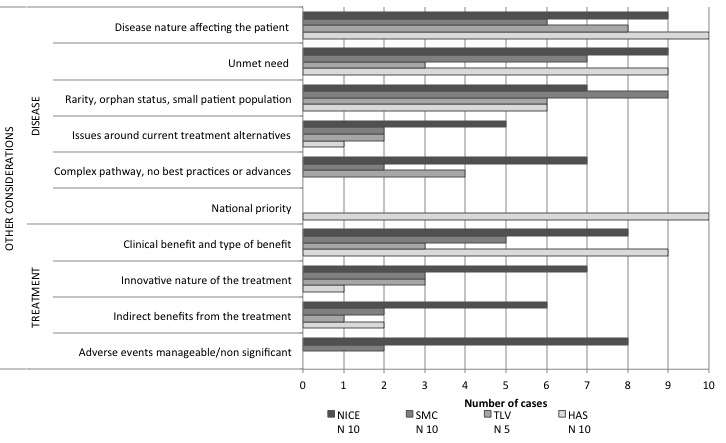 OTHER CONSIDERATIONS
DISEASE
Disease nature affecting the patient
Unmet need
Rarity, orphan status, small patient population
Issues around current treatment alternatives
Complex pathway, no best practices or advances
National priority
TREATMENT
Clinical benefit and type of benefit
Innovative nature of the treatment
Indirect benefits from the treatment
Adverse events manageable/non significant
0 1 2 3 4 5 6 7 8 9 10
Number of cases
NICE SMC TLV HAS
N 10 N 10 N 5 N 10